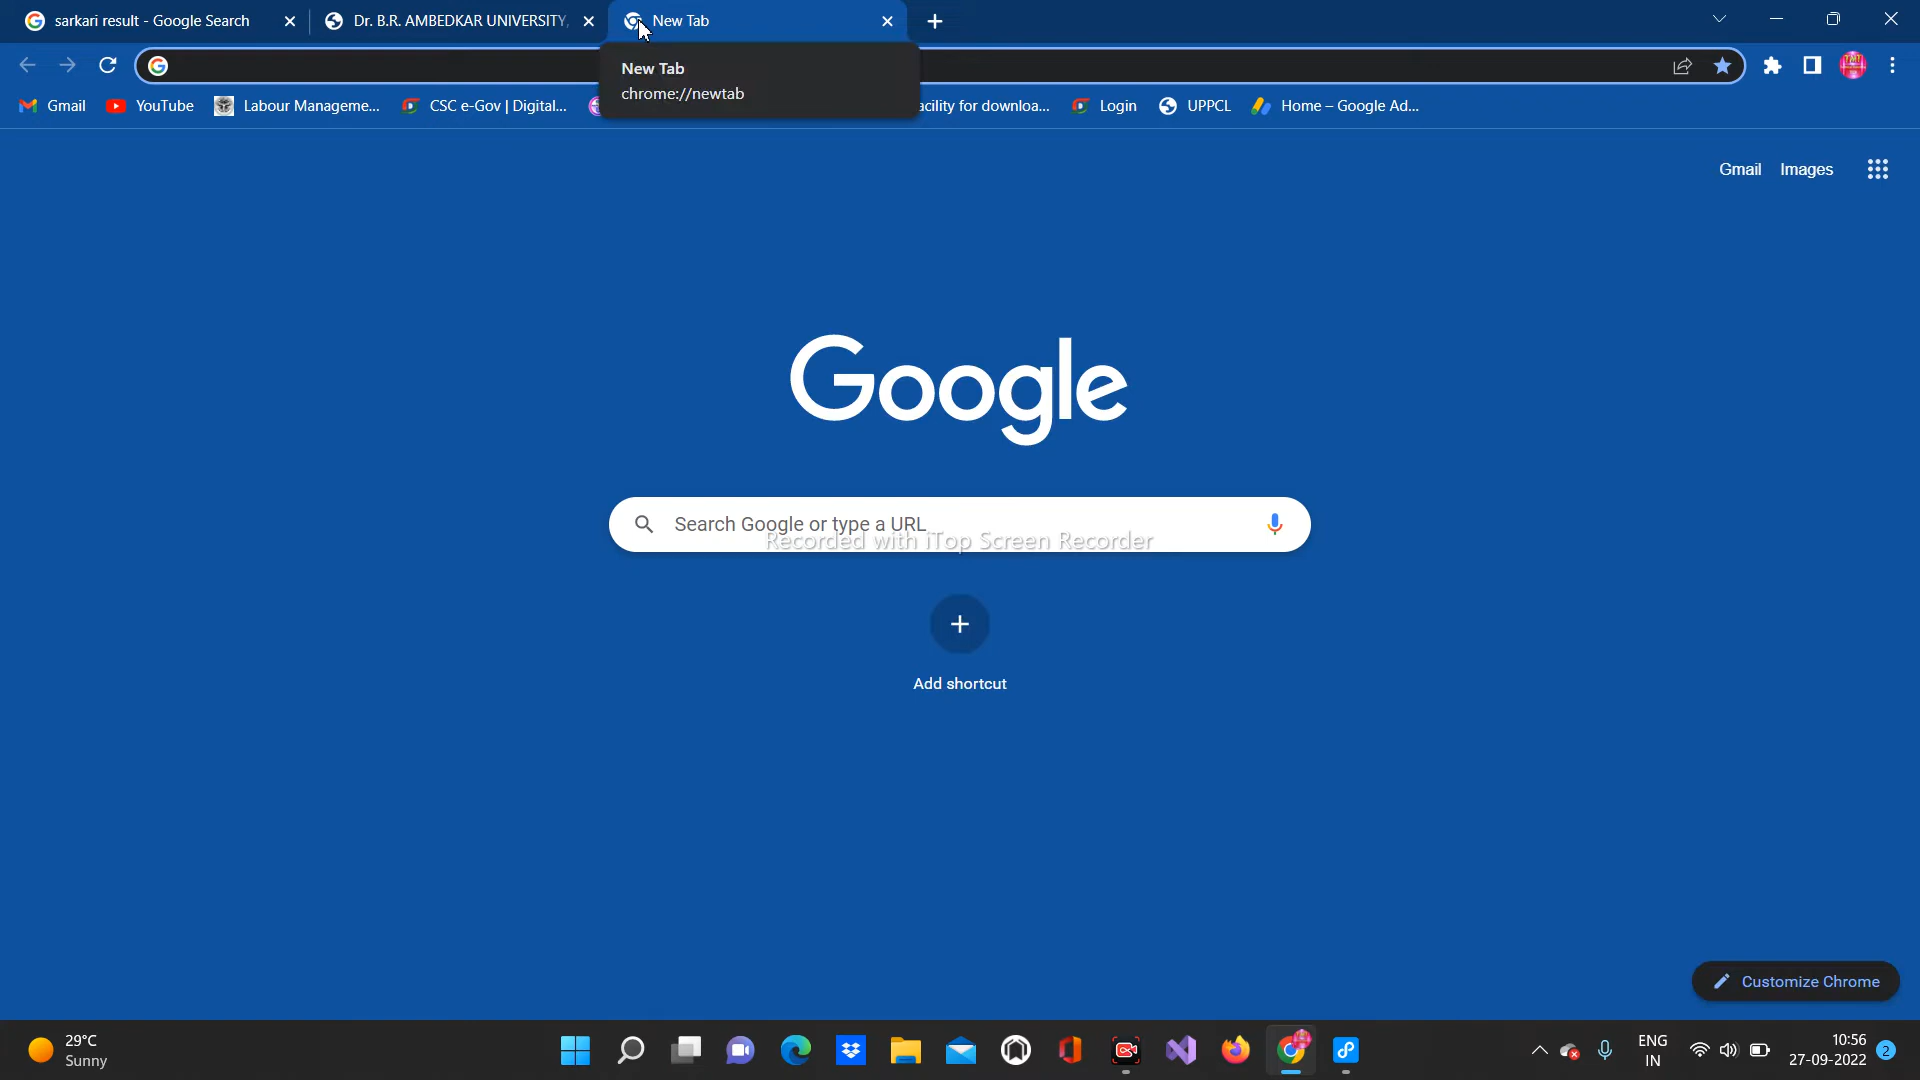 sarkari result - Google Search
Dr. B.R. AMBEDKAR UNIVERSITY,
New Tab
New Tab
chrome://newtab
Gmail
YouTube
Labour Manageme...
CSC e-Gov | Digital...
acility for downloa...
Login
UPPCL
Home – Google Ad...
Gmail
Images
Google
Search Google or type a URL
Recorded with iTop Screen Recorder
Add shortcut
Customize Chrome
29°C
Sunny
ENG
IN
10:56
27-09-2022
2